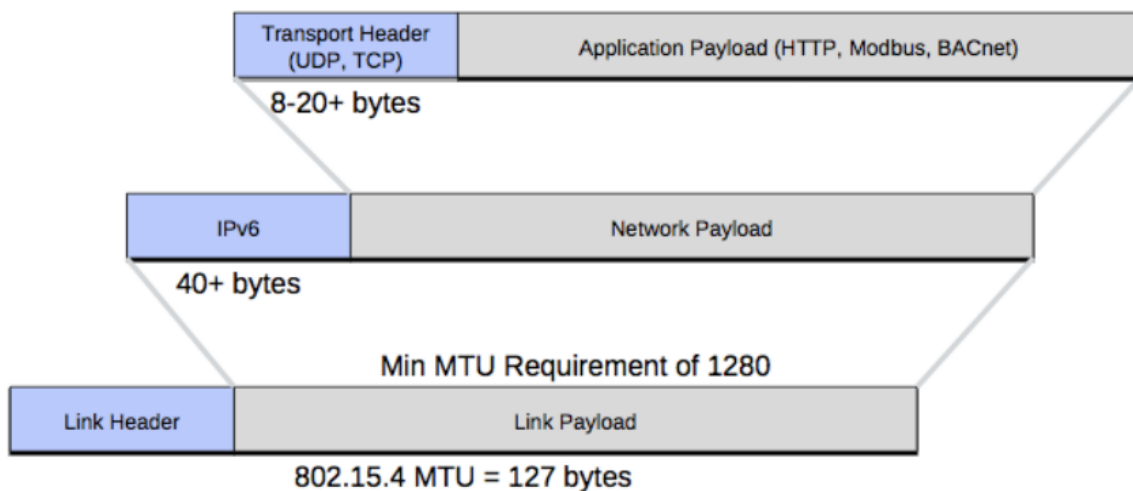 Transport Header
(UDP, TCP)
Application Payload (HTTP, Modbus, BACnet)
8-20+ bytes
IPv6
Network Payload
40+ bytes
Min MTU Requirement of 1280
Link Header
Link Payload
802.15.4 MTU = 127 bytes